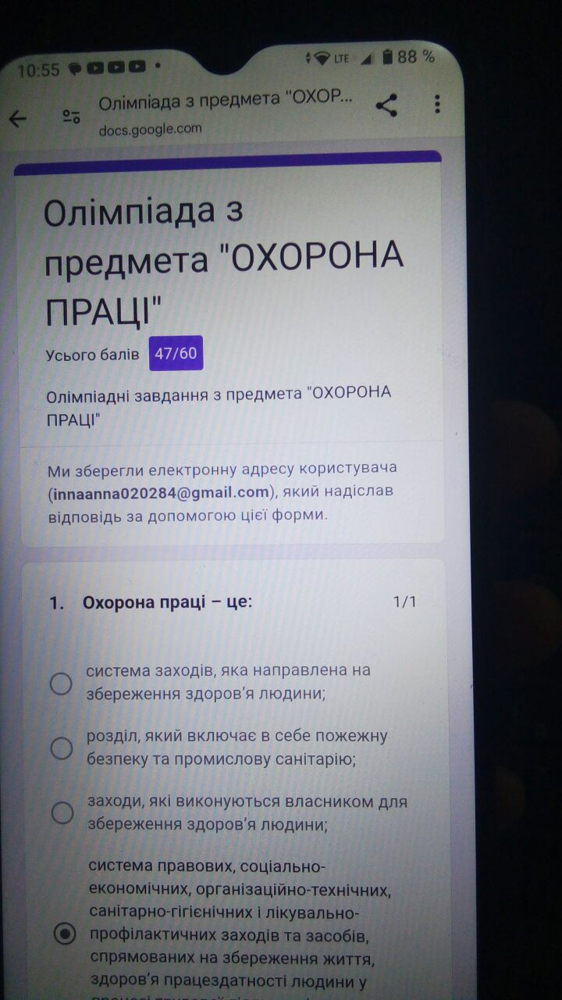 10:55
LTE 88 %
Олімпіада з предмета "ОХОР...
docs.google.com
Олімпіада з
предмета "ОХОРОНА
ПРАЦІ"
Усього балів 47/60
Олімпіадні завдання з предмета "ОХОРОНА
ПРАЦІ"
Ми зберегли електронну адресу користувача
(innaanna020284@gmail.com), який надіслав
відповідь за допомогою цієї форми.
1. Охорона праці – це: 1/1
система заходів, яка направлена на
збереження здоров’я людини;
розділ, який включає в себе пожежну
безпеку та промислову санітарію;
заходи, які виконуються власником для
збереження здоров’я людини;
система правових, соціально-
економічних, організаційно-технічних,
санітарно-гігієнічних і лікувально-
профілактичних заходів та засобів,
спрямованих на збереження життя,
здоров’я працездатності людини у